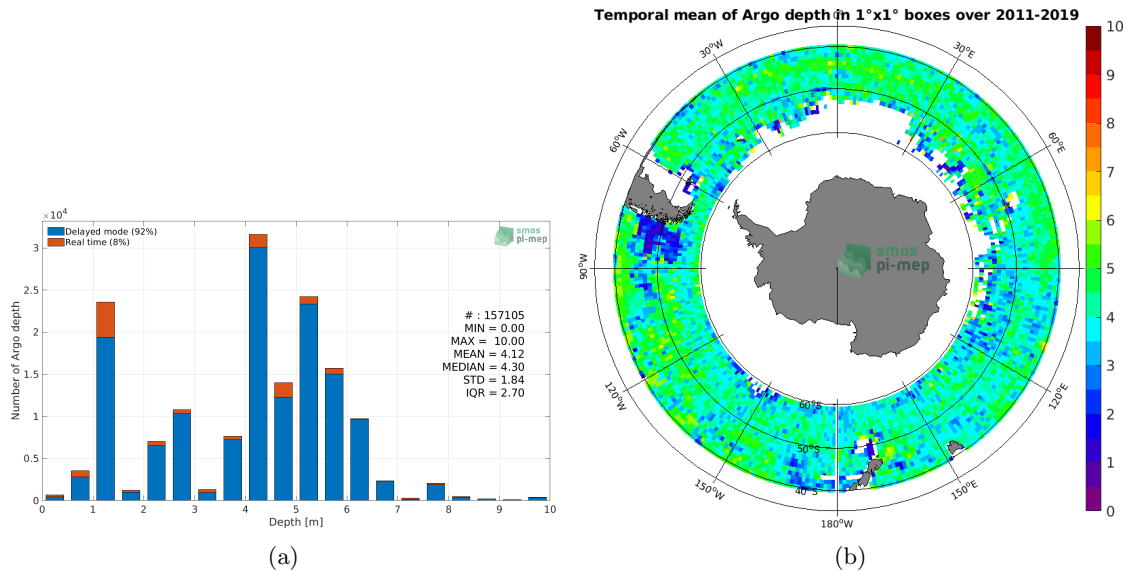 ×10⁴
Delayed mode (92%)
Real time (8%)
smos
pi-mep
# : 157105
MIN = 0.00
MAX = 10.00
MEAN = 4.12
MEDIAN = 4.30
STD = 1.84
IQR = 2.70
Number of Argo depth
3
2.5
2
1.5
1
0.5
0
0 1 2 3 4 5 6 7 8 9 10
Depth [m]
(a)
Temporal mean of Argo depth in 1°x1° boxes over 2011-2019
0°
30°W
30°E
60°W
60°E
90°W
120°W
120°E
150°W
150°E
180°W
60°S
50°S
40°S
smos
pi-mep
10
9
8
7
6
5
4
3
2
1
0
(b)